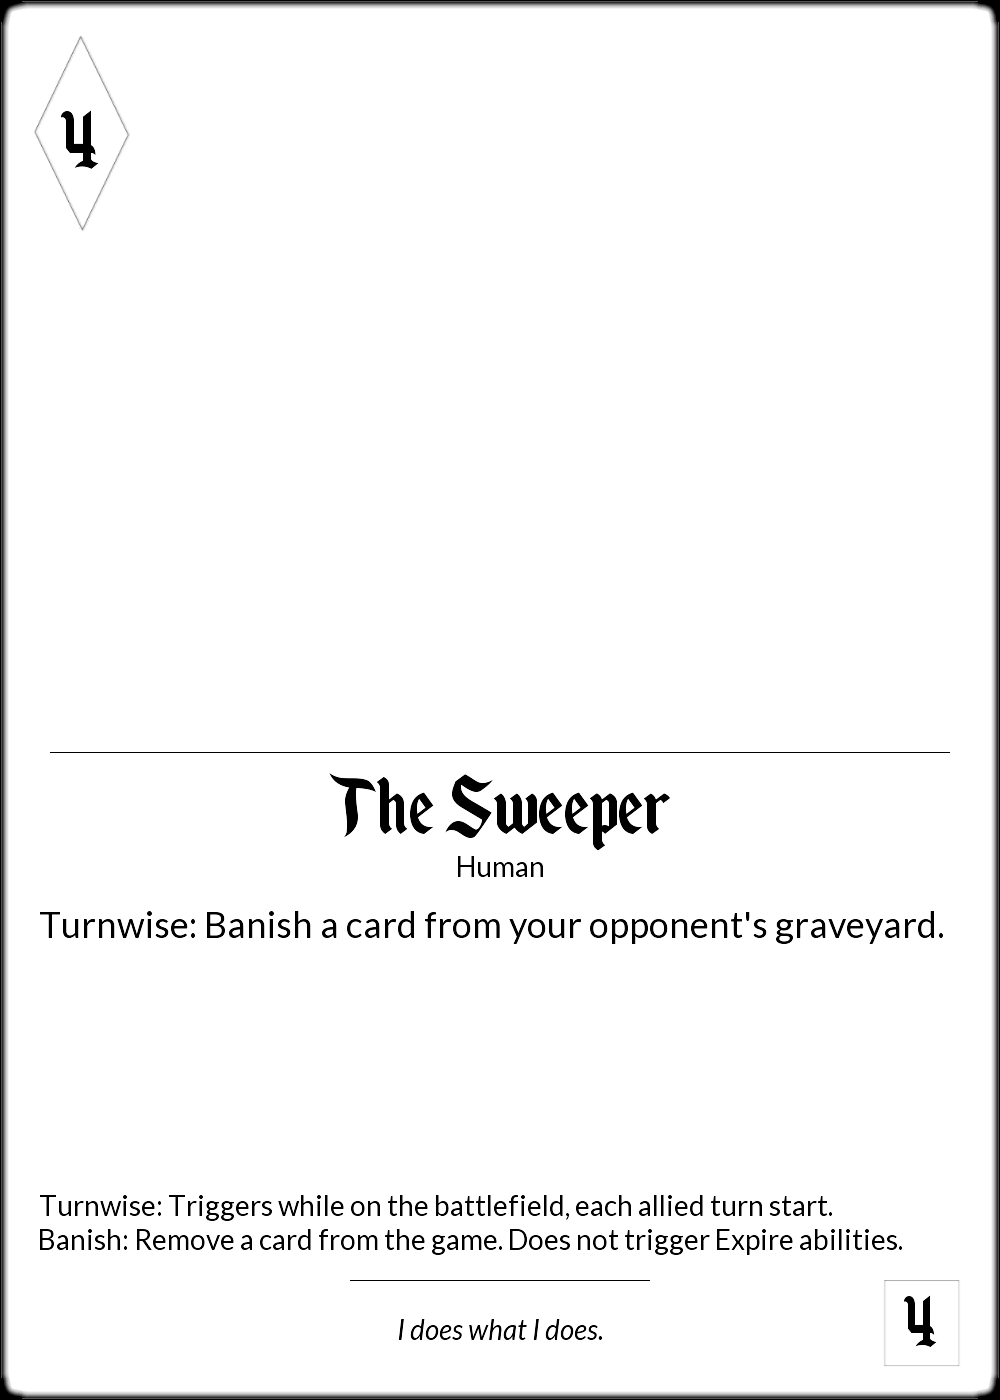 4
The Sweeper
Human
Turnwise: Banish a card from your opponent's graveyard.
Turnwise: Triggers while on the battlefield, each allied turn start.
Banish: Remove a card from the game. Does not trigger Expire abilities.
I does what I does.
4